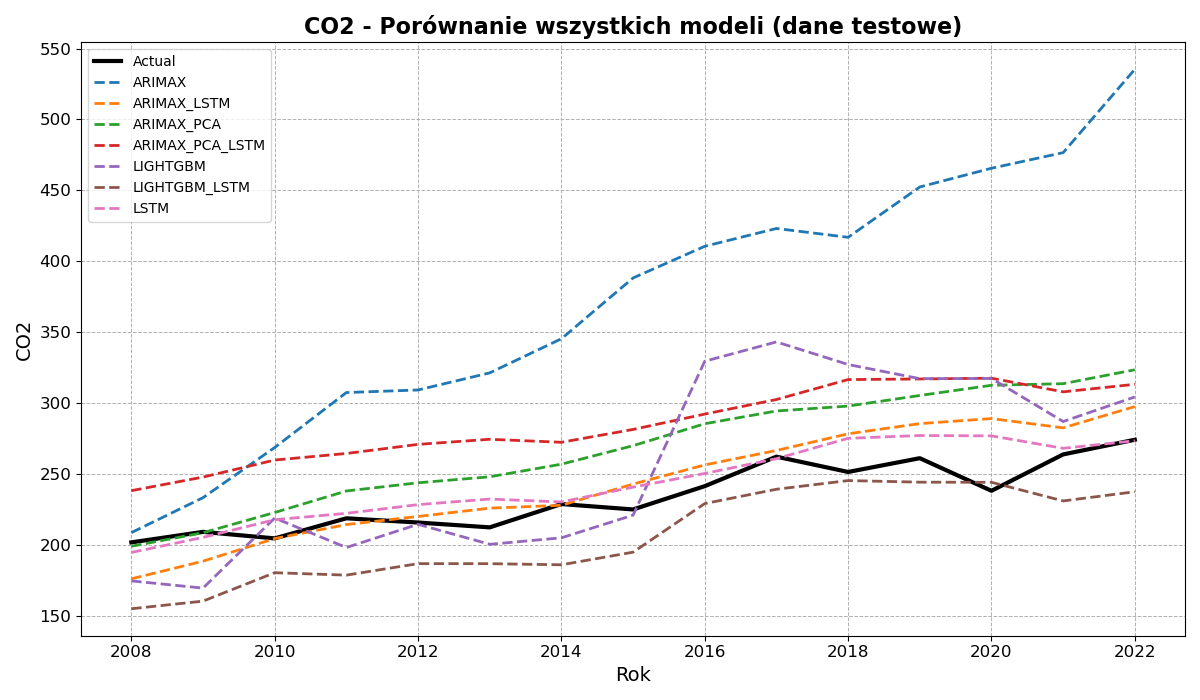 CO2 - Porównanie wszystkich modeli (dane testowe)
Actual
ARIMAX
ARIMAX_LSTM
ARIMAX_PCA
ARIMAX_PCA_LSTM
LIGHTGBM
LIGHTGBM_LSTM
LSTM
CO2
550
500
450
400
350
300
250
200
150
2008 2010 2012 2014 2016 2018 2020 2022
Rok